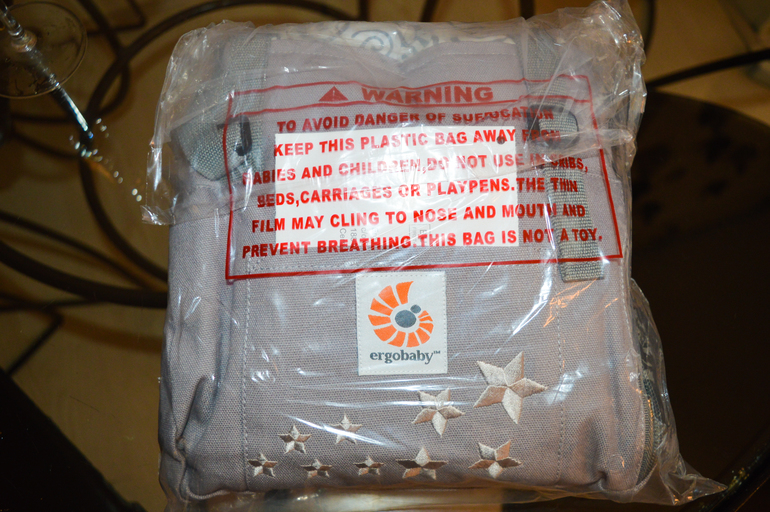 WARNING
TO AVOID DANGER OF SUFFOCATION
KEEP THIS PLASTIC BAG AWAY FROM
BABIES AND CHILDREN,DO NOT USE IN CRIBS,
BEDS,CARRIAGES OR PLAYPENS.THE THIN
FILM MAY CLING TO NOSE AND MOUTH AND
PREVENT BREATHING.THIS BAG IS NOT A TOY.
ergobaby™